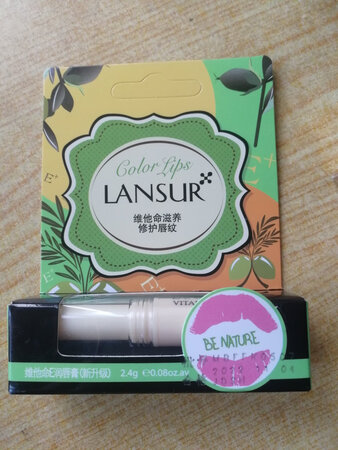 Color Lips
LANSUR
维他命滋养
修护唇纹
E+
VITA
BE NATURE
维他命E润唇膏(新升级)
2.4g e0.08oz.